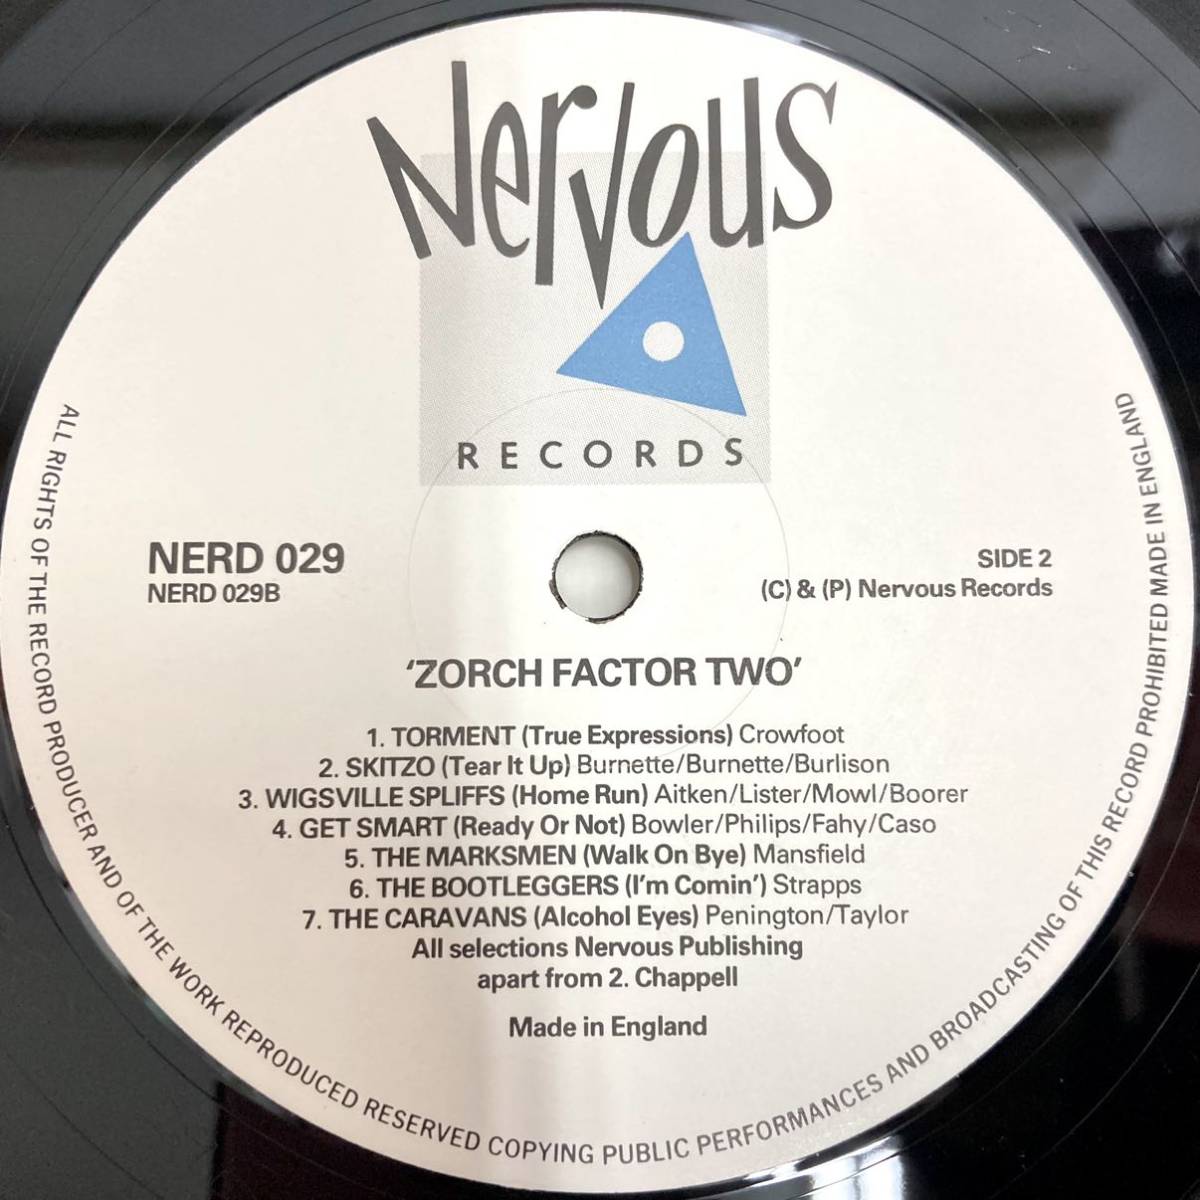 Nervous
RECORDS
NERD 029
NERD 029B
SIDE 2
(C) & (P) Nervous Records
'ZORCH FACTOR TWO'
1. TORMENT (True Expressions) Crowfoot
2. SKITZO (Tear It Up) Burnette/Burnette/Burlison
3. WIGSVILLE SPLIFFS (Home Run) Aitken/Lister/Mowl/Boorer
4. GET SMART (Ready Or Not) Bowler/Philips/Fahy/Caso
5. THE MARKSMEN (Walk On Bye) Mansfield
6. THE BOOTLEGGERS (I'm Comin') Strapps
7. THE CARAVANS (Alcohol Eyes) Penington/Taylor
All selections Nervous Publishing
apart from 2. Chappell
Made in England
ALL RIGHTS OF THE RECORD PRODUCER AND OF THE WORK REPRODUCED RESERVED COPYING PUBLIC PERFORMANCES AND BROADCASTING OF THIS RECORD PROHIBITED MADE IN ENGLAND